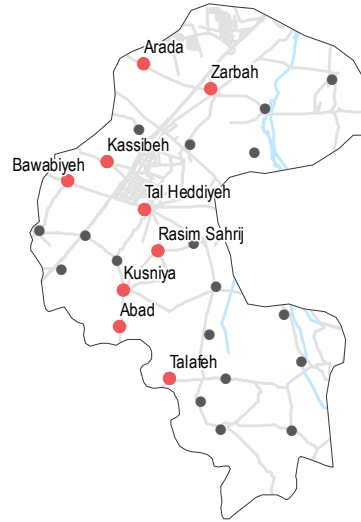 Arada
Zarbah
Kassibeh
Bawabiyeh
Tal Heddiyeh
Rasim Sahrij
Kusniya
Abad
Talafeh